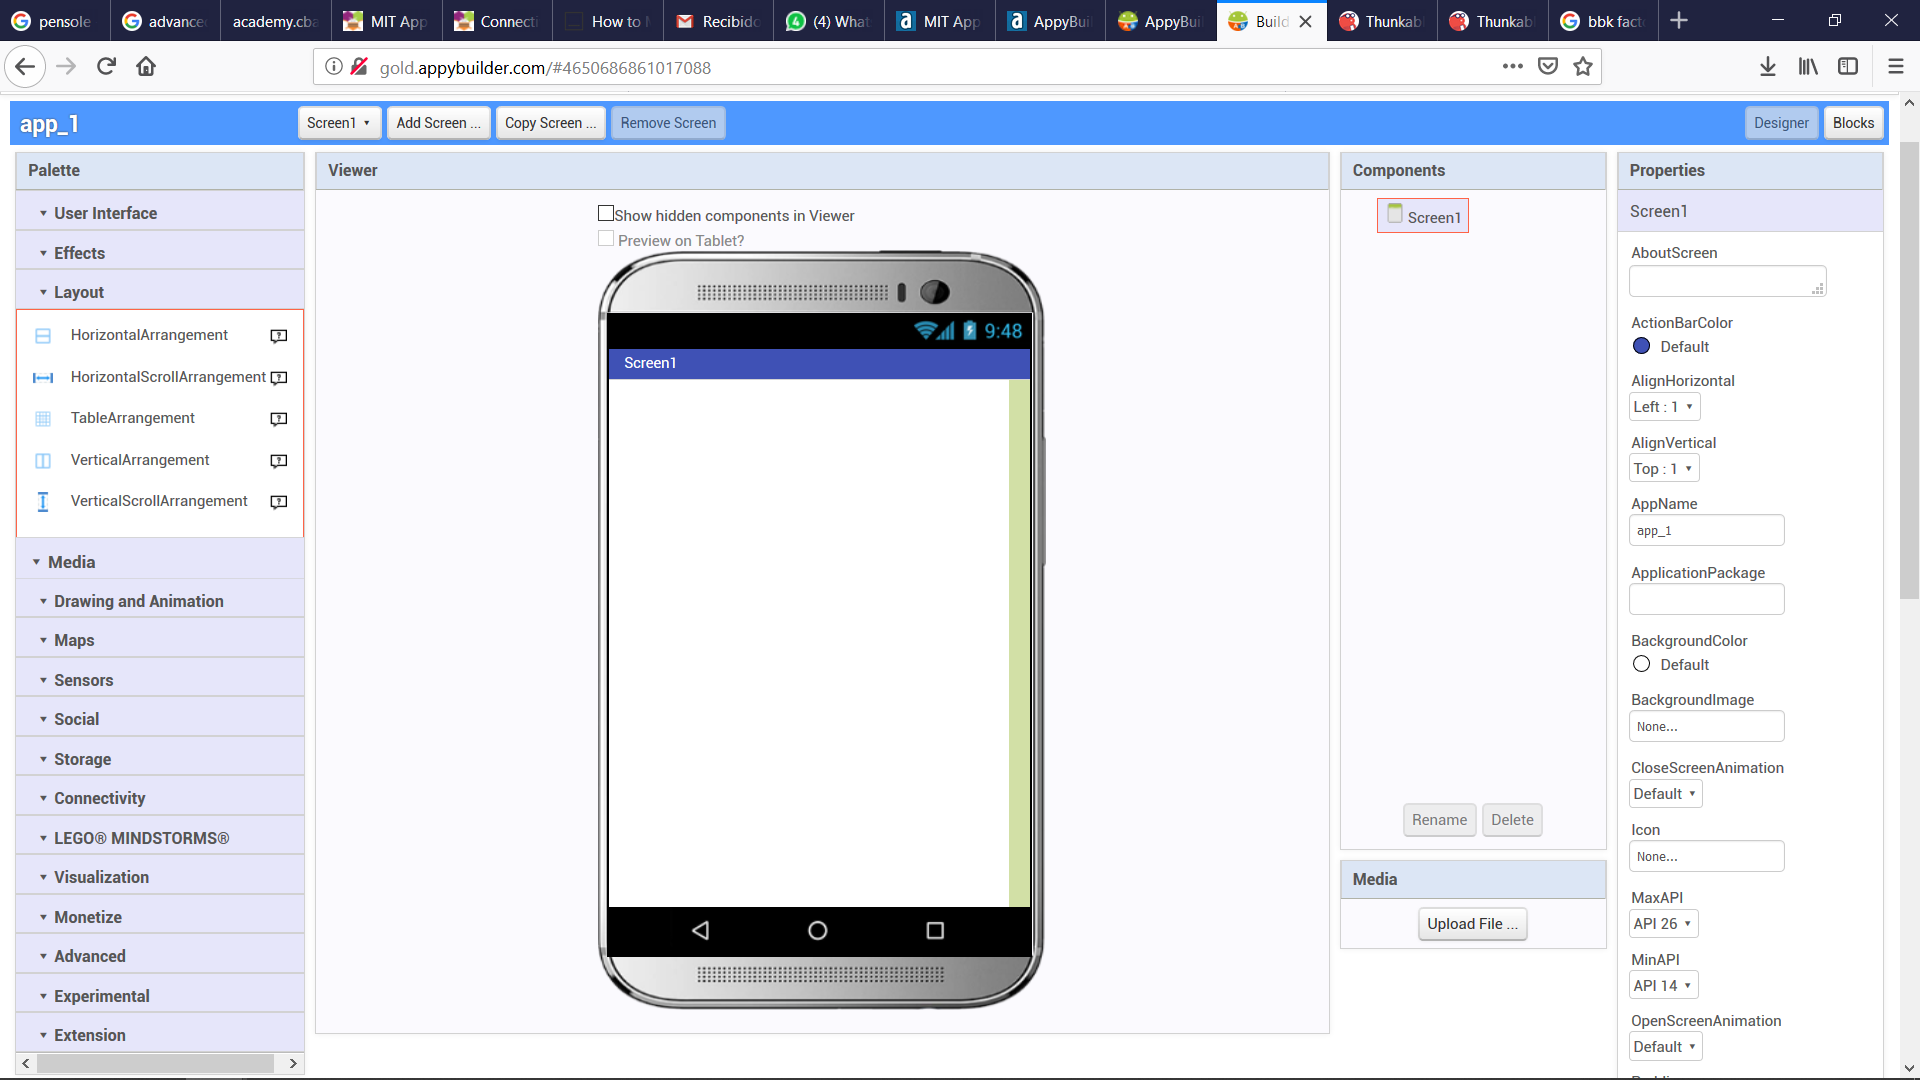 pensole
advance
academy.cba
MIT App
Connecti
How to
Recibido
(4) What
MIT App
AppyBui
AppyBui
Build
Thunkab
Thunkab
bbk fact
gold.appybuilder.com/#4650686861017088
app_1
Screen1
Add Screen ...
Copy Screen ...
Remove Screen
Designer
Blocks
Palette
User Interface
Effects
Layout
HorizontalArrangement
HorizontalScrollArrangement
TableArrangement
VerticalArrangement
VerticalScrollArrangement
Media
Drawing and Animation
Maps
Sensors
Social
Storage
Connectivity
LEGO® MINDSTORMS®
Visualization
Monetize
Advanced
Experimental
Extension
Viewer
Show hidden components in Viewer
Preview on Tablet?
9:48
Screen1
Components
Screen1
Rename
Delete
Media
Upload File ...
Properties
Screen1
AboutScreen
ActionBarColor
Default
AlignHorizontal
Left : 1
AlignVertical
Top : 1
AppName
app_1
ApplicationPackage
BackgroundColor
Default
BackgroundImage
None...
CloseScreenAnimation
Default
Icon
None...
MaxAPI
API 26
MinAPI
API 14
OpenScreenAnimation
Default